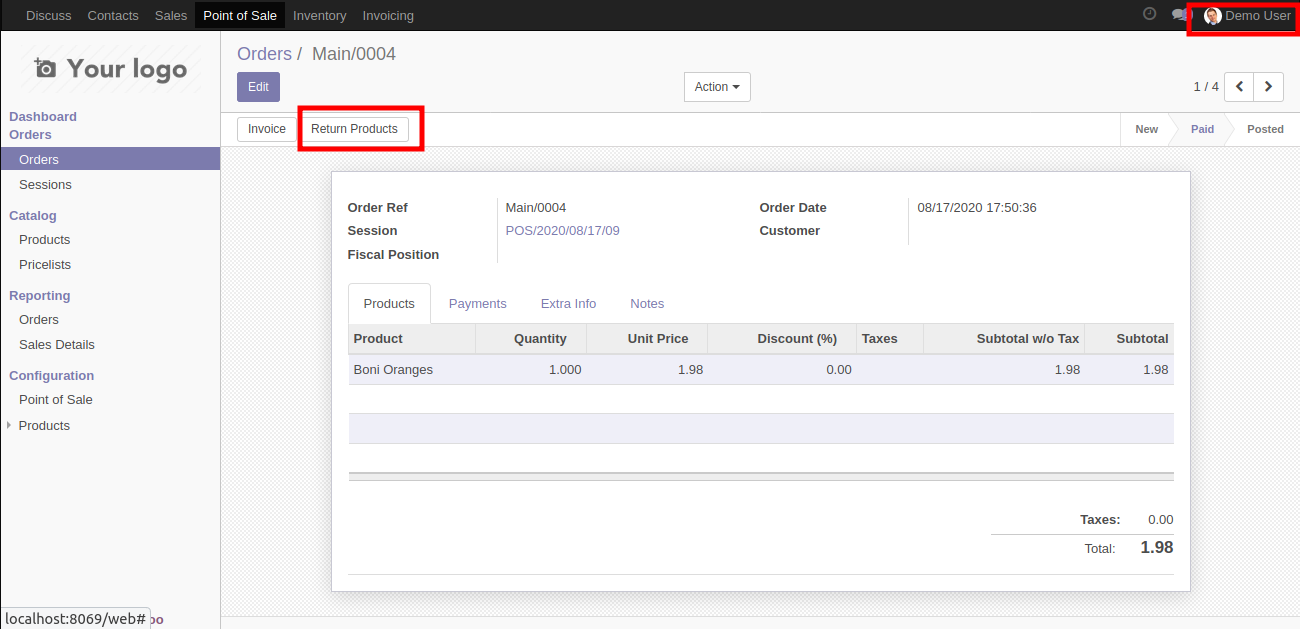 Discuss Contacts Sales Point of Sale Inventory Invoicing Demo User
Your logo
Dashboard
Orders
Orders
Sessions
Catalog
Products
Pricelists
Reporting
Orders
Sales Details
Configuration
Point of Sale
Products
Orders / Main/0004
Edit Action 1 / 4
Invoice Return Products New Paid Posted
Order Ref Main/0004 Order Date 08/17/2020 17:50:36
Session POS/2020/08/17/09 Customer
Fiscal Position
Products Payments Extra Info Notes
Product Quantity Unit Price Discount (%) Taxes Subtotal w/o Tax Subtotal
Boni Oranges 1.000 1.98 0.00 1.98 1.98
Taxes: 0.00
Total: 1.98
localhost:8069/web# oo